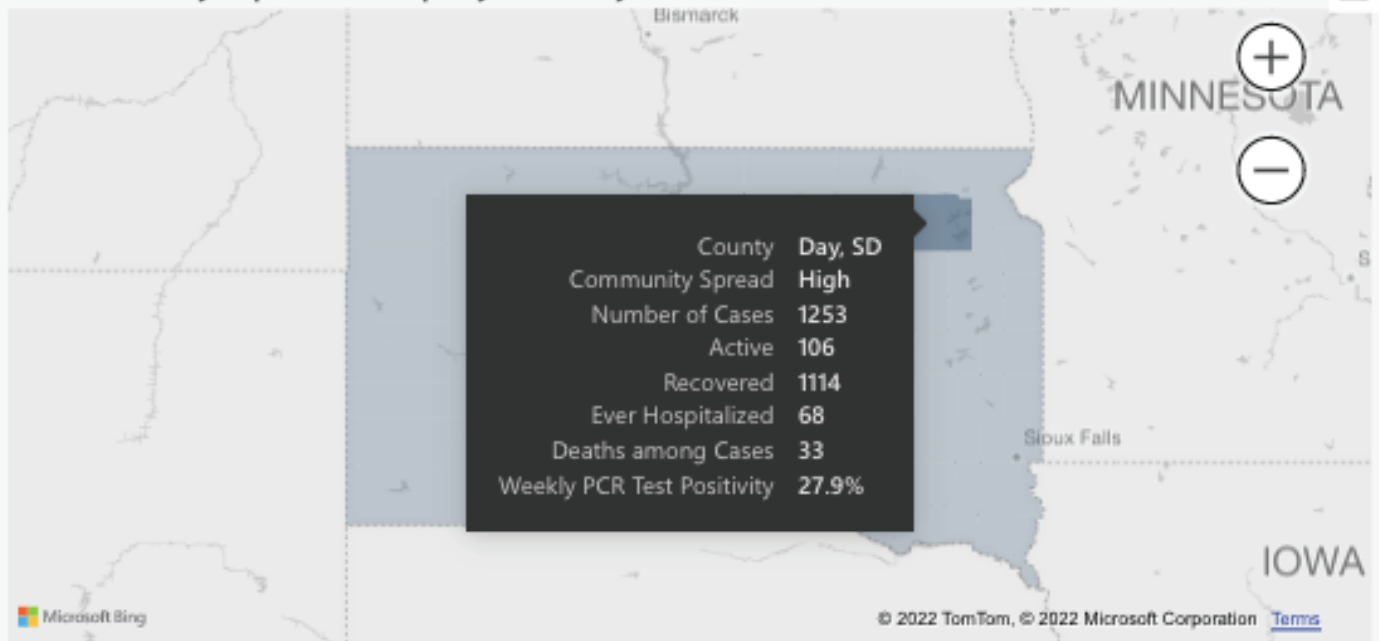 Bismarck
MINNESOTA
County Day, SD
Community Spread High
Number of Cases 1253
Active 106
Recovered 1114
Ever Hospitalized 68
Deaths among Cases 33
Weekly PCR Test Positivity 27.9%
Sioux Falls
IOWA
Microsoft Bing
© 2022 TomTom, © 2022 Microsoft Corporation Terms